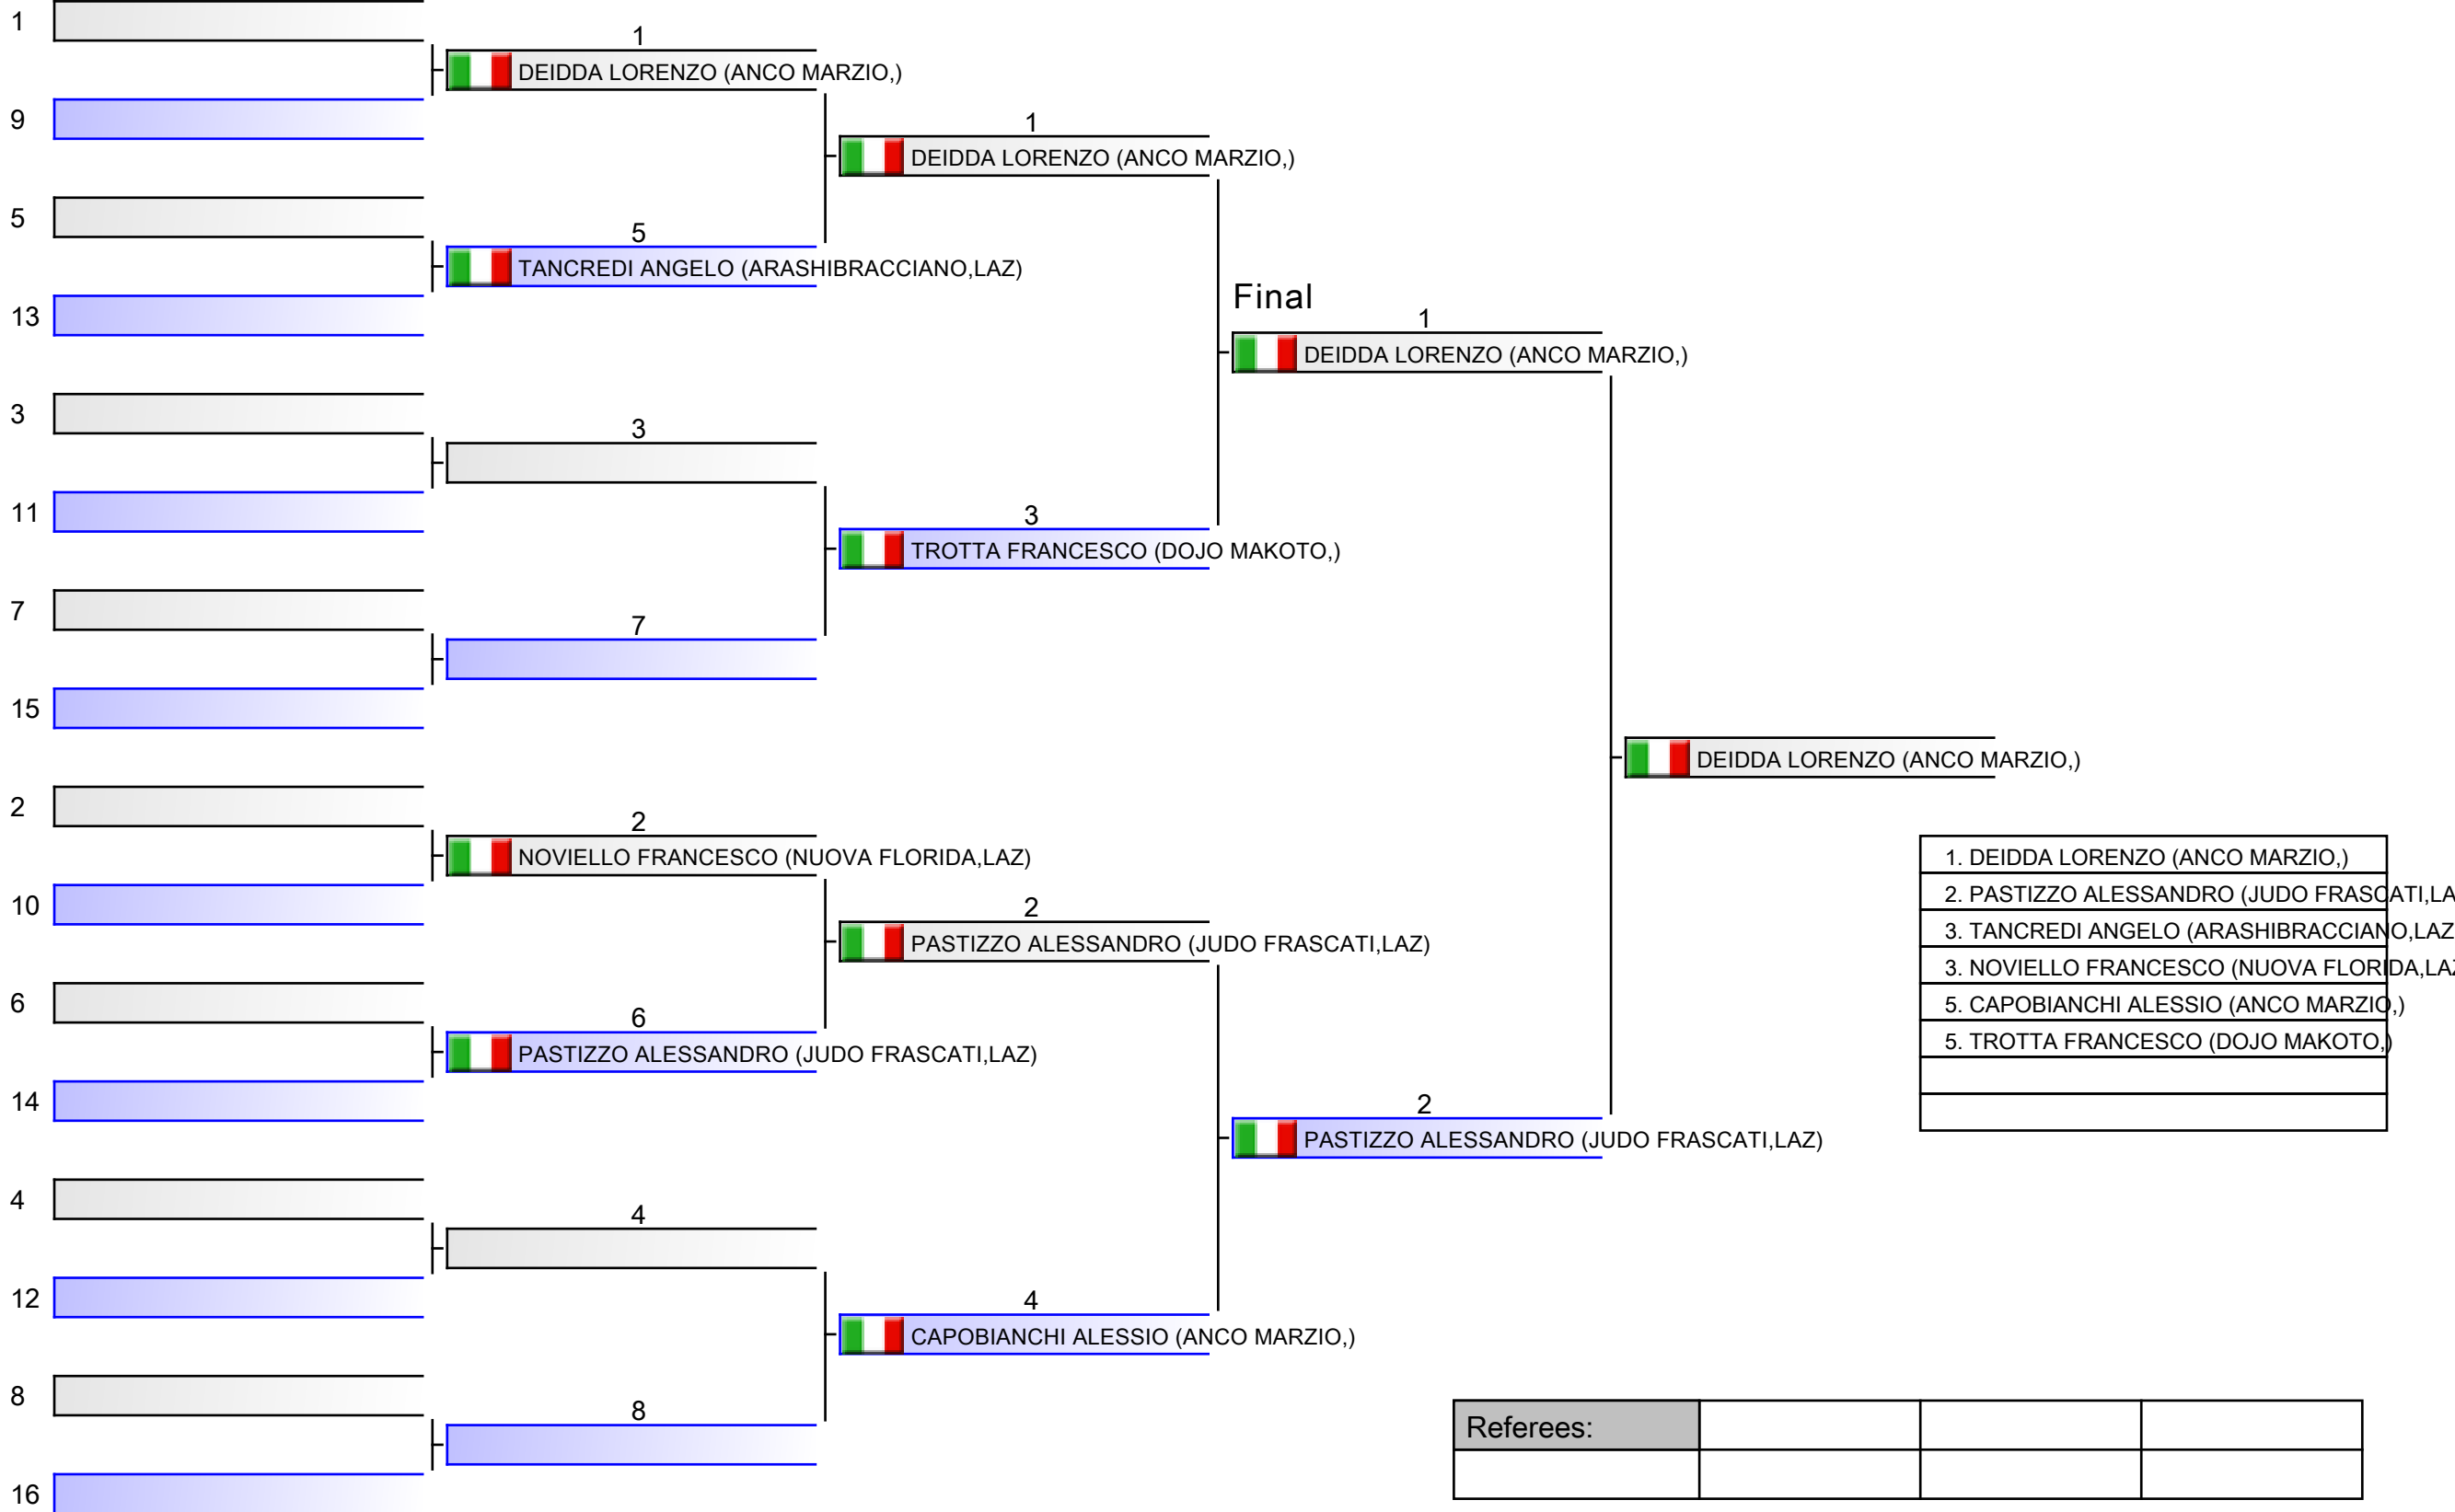 1
1
DEIDDA LORENZO (ANCO MARZIO,)
9
1
DEIDDA LORENZO (ANCO MARZIO,)
5
5
TANCREDI ANGELO (ARASHIBRACCIANO,LAZ)
13
Final
1
DEIDDA LORENZO (ANCO MARZIO,)
3
3
11
3
TROTTA FRANCESCO (DOJO MAKOTO,)
7
7
15
DEIDDA LORENZO (ANCO MARZIO,)
2
2
NOVIELLO FRANCESCO (NUOVA FLORIDA,LAZ)
10
2
PASTIZZO ALESSANDRO (JUDO FRASCATI,LAZ)
6
6
PASTIZZO ALESSANDRO (JUDO FRASCATI,LAZ)
14
2
PASTIZZO ALESSANDRO (JUDO FRASCATI,LAZ)
1. DEIDDA LORENZO (ANCO MARZIO,)
2. PASTIZZO ALESSANDRO (JUDO FRASCATI,LA
3. TANCREDI ANGELO (ARASHIBRACCIANO,LAZ
3. NOVIELLO FRANCESCO (NUOVA FLORIDA,LAZ
5. CAPOBIANCHI ALESSIO (ANCO MARZIO,)
5. TROTTA FRANCESCO (DOJO MAKOTO,)
4
4
12
4
CAPOBIANCHI ALESSIO (ANCO MARZIO,)
8
8
16
Referees: